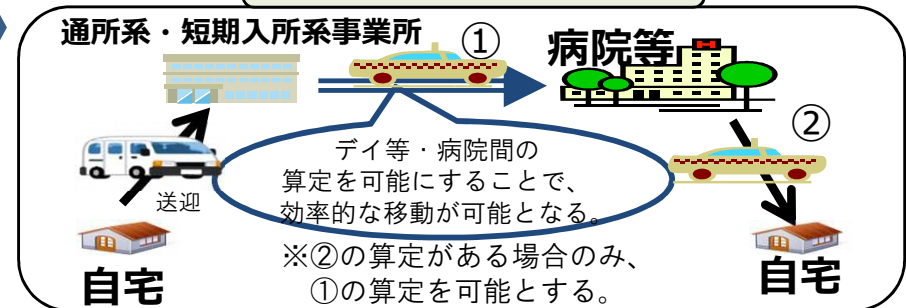 通所系・短期入所系事業所
①
病院等
②
デイ等・病院間の
算定を可能にすることで、
効率的な移動が可能となる。
送迎
※②の算定がある場合のみ、
①の算定を可能とする。
自宅
自宅